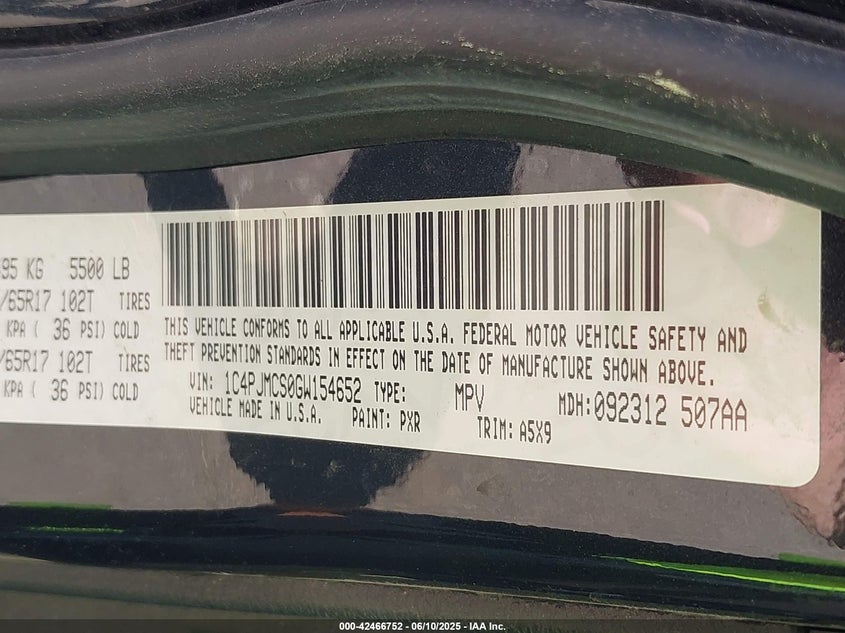 95 KG 5500 LB
/65R17 102T TIRES
KPA ( 36 PSI) COLD
/65R17 102T TIRES
KPA ( 36 PSI) COLD
THIS VEHICLE CONFORMS TO ALL APPLICABLE U.S.A. FEDERAL MOTOR VEHICLE SAFETY AND
THEFT PREVENTION STANDARDS IN EFFECT ON THE DATE OF MANUFACTURE SHOWN ABOVE.
VIN: 1C4PJMCS0GW154652 TYPE: MPV MDH:092312 507AA
VEHICLE MADE IN U.S.A. PAINT: PXR TRIM: A5X9
000-42466752 - 06/10/2025 - IAA Inc.